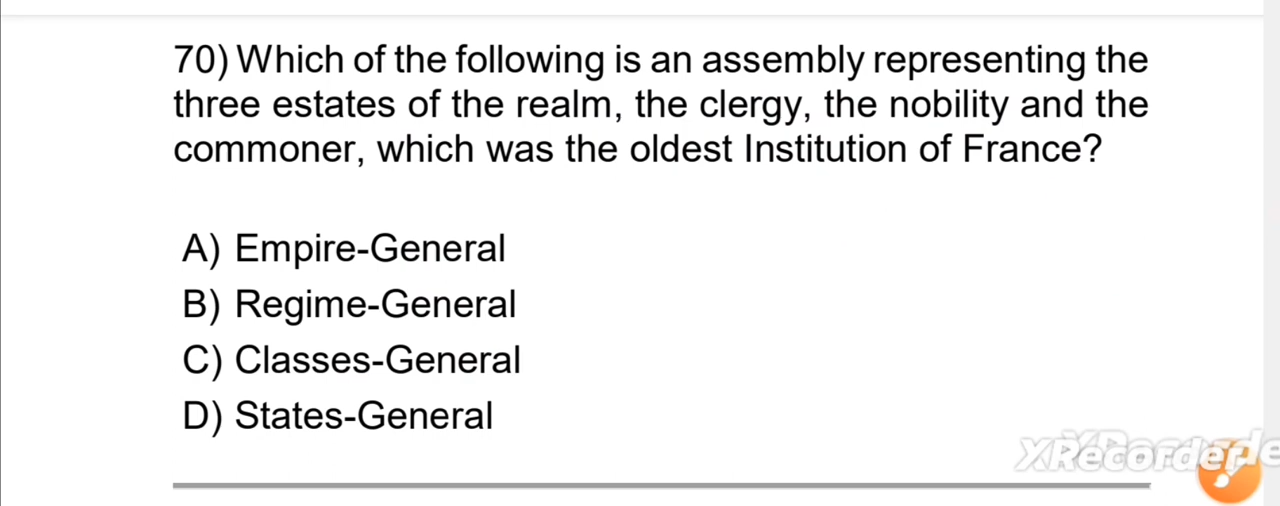 70) Which of the following is an assembly representing the
three estates of the realm, the clergy, the nobility and the
commoner, which was the oldest Institution of France?
A) Empire-General
B) Regime-General
C) Classes-General
D) States-General
XRecorder